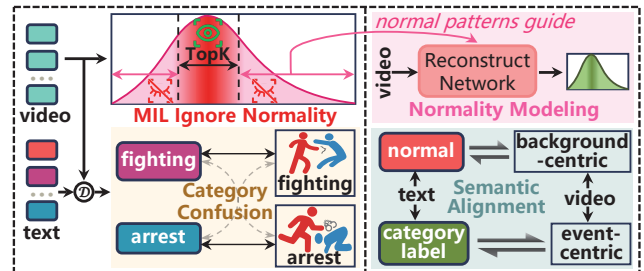 TopK
MIL Ignore Normality
video
text
D
fighting
arrest
Category
Confusion
fighting
arrest
normal patterns guide
video
Reconstruct
Network
Normality Modeling
normal
background
-centric
text
Semantic
Alignment
video
category
label
event-
centric